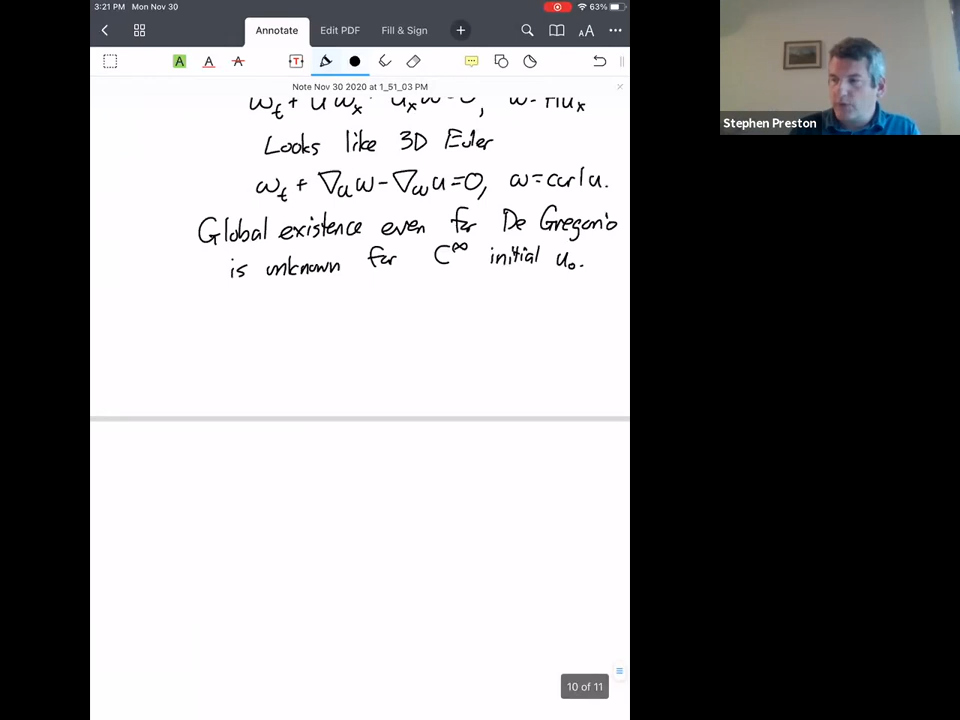 3:21 PM Mon Nov 30
63%
Annotate Edit PDF Fill & Sign
AA
A A A T
Note Nov 30 2020 at 1_51_03 PM
Stephen Preston
Looks like 3D Euler
ω_t + ∇_u ω - ∇_ω u = 0, ω = curl u.
Global existence even for De Gregorio
is unknown for C^∞ initial u_0.
10 of 11